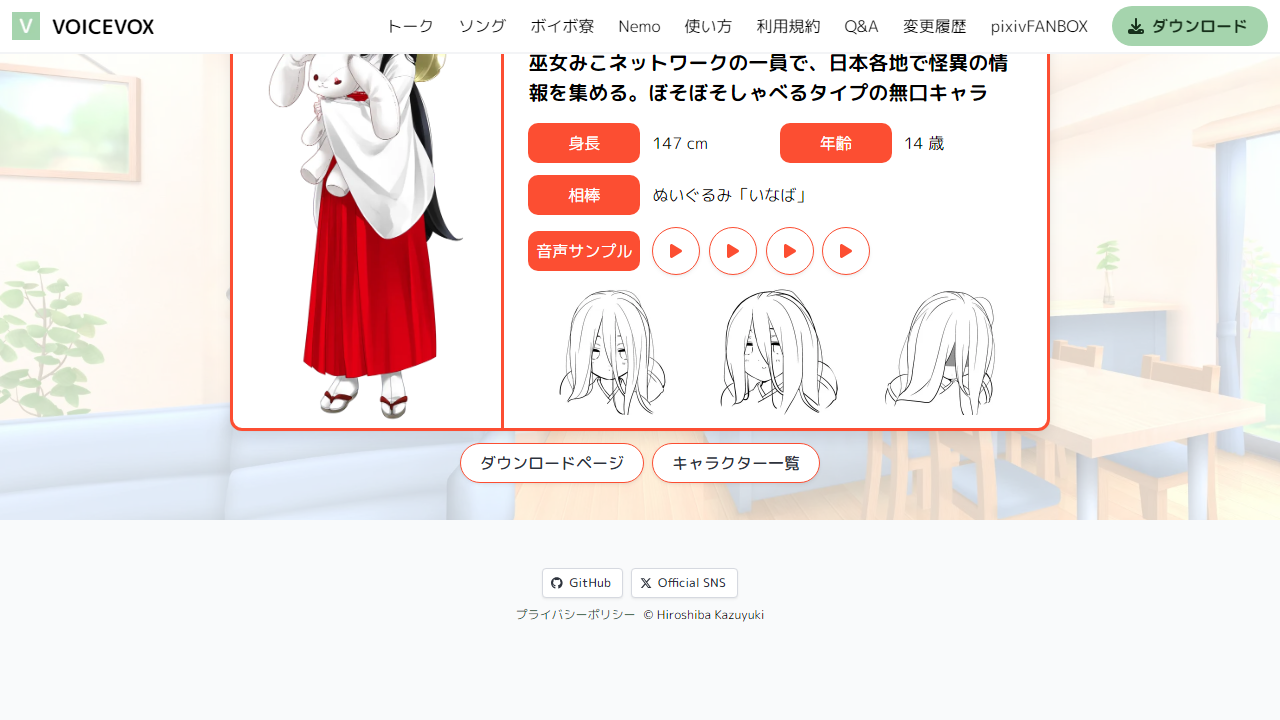 V VOICEVOX トーク ソング ボイボ寮 Nemo 使い方 利用規約 Q&A 変更履歴 pixivFANBOX ダウンロード
巫女みこネットワークの一員で、日本各地で怪異の情
報を集める。ぼそぼそしゃべるタイプの無口キャラ
身長 147 cm 年齢 14 歳
相棒 ぬいぐるみ「いなば」
音声サンプル
ダウンロードページ キャラクター一覧
GitHub Official SNS
プライバシーポリシー © Hiroshiba Kazuyuki